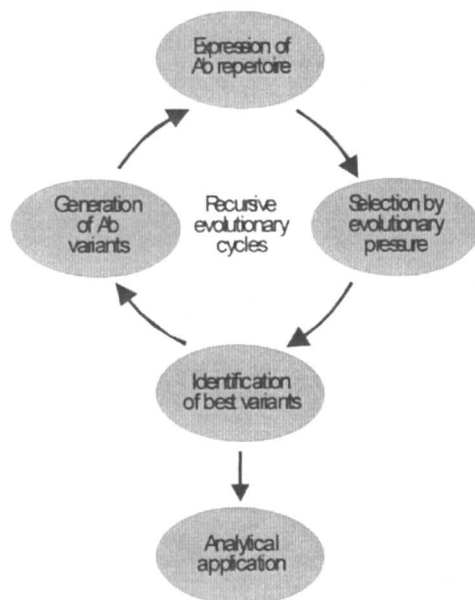 Expression of
Ab repertoire
Generation
of Ab
variants
Recursive
evolutionary
cycles
Selection by
evolutionary
pressure
Identification
of best variants
Analytical
application